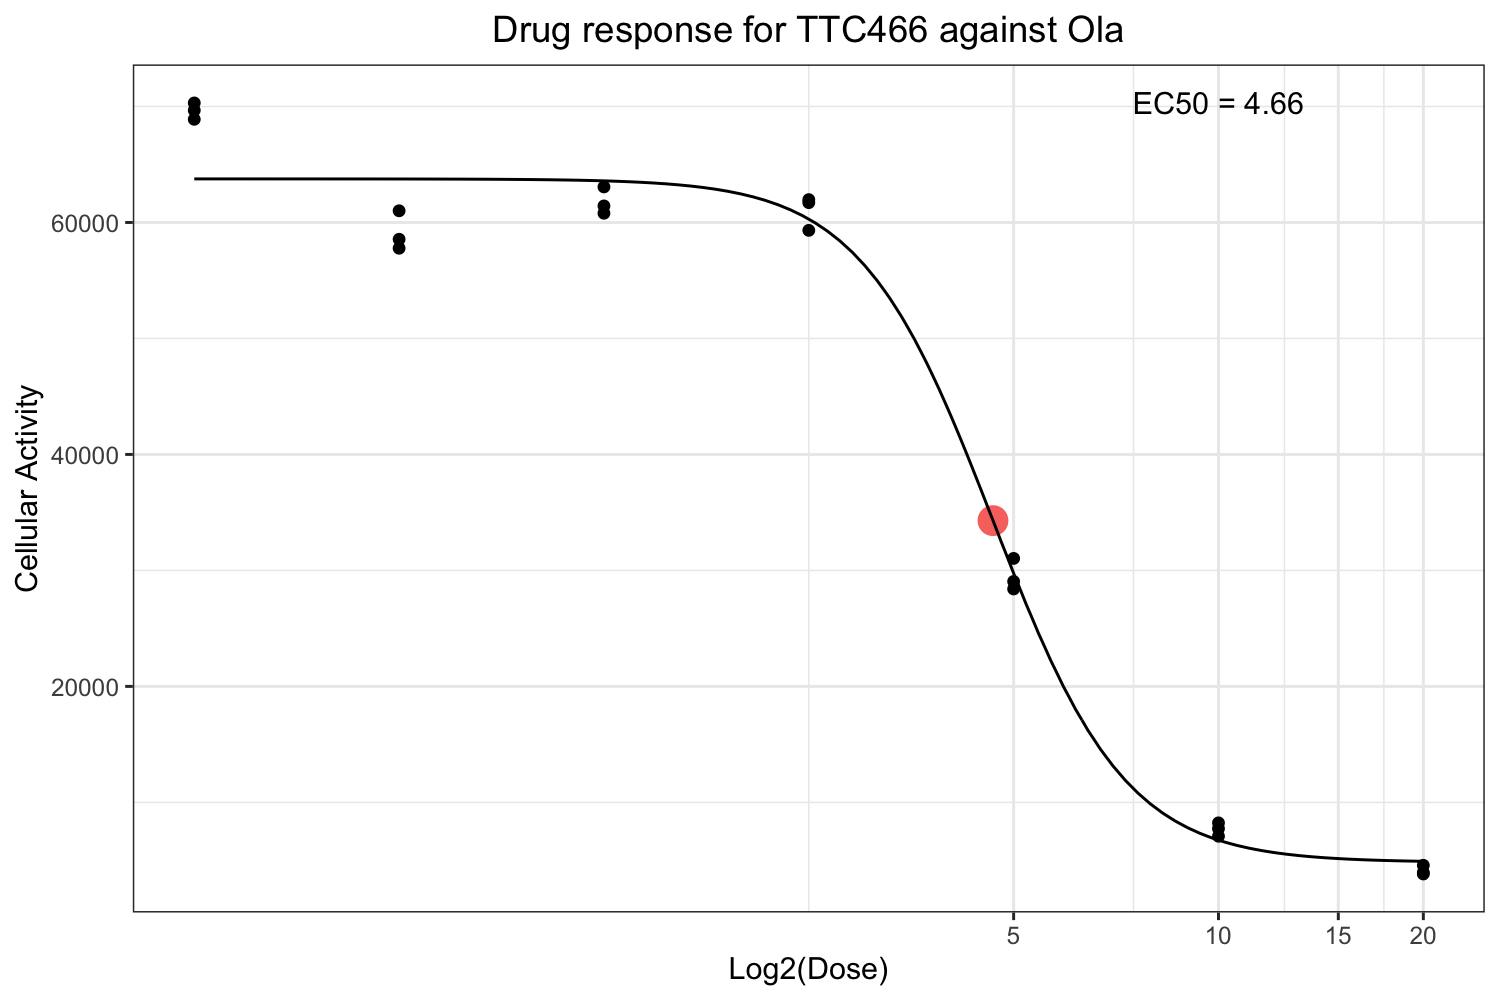 Drug response for TTC466 against Ola
EC50 = 4.66
60000
40000
20000
Cellular Activity
5 10 15 20
Log2(Dose)